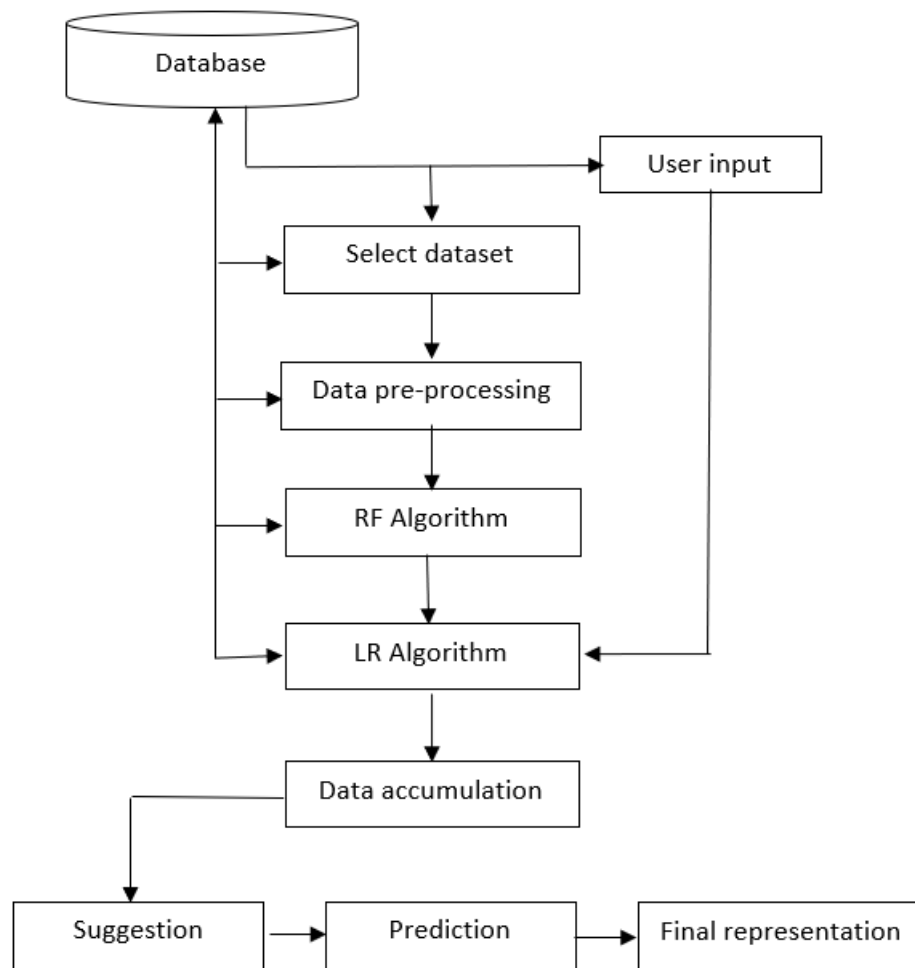 Database
User input
Select dataset
Data pre-processing
RF Algorithm
LR Algorithm
Data accumulation
Suggestion
Prediction
Final representation